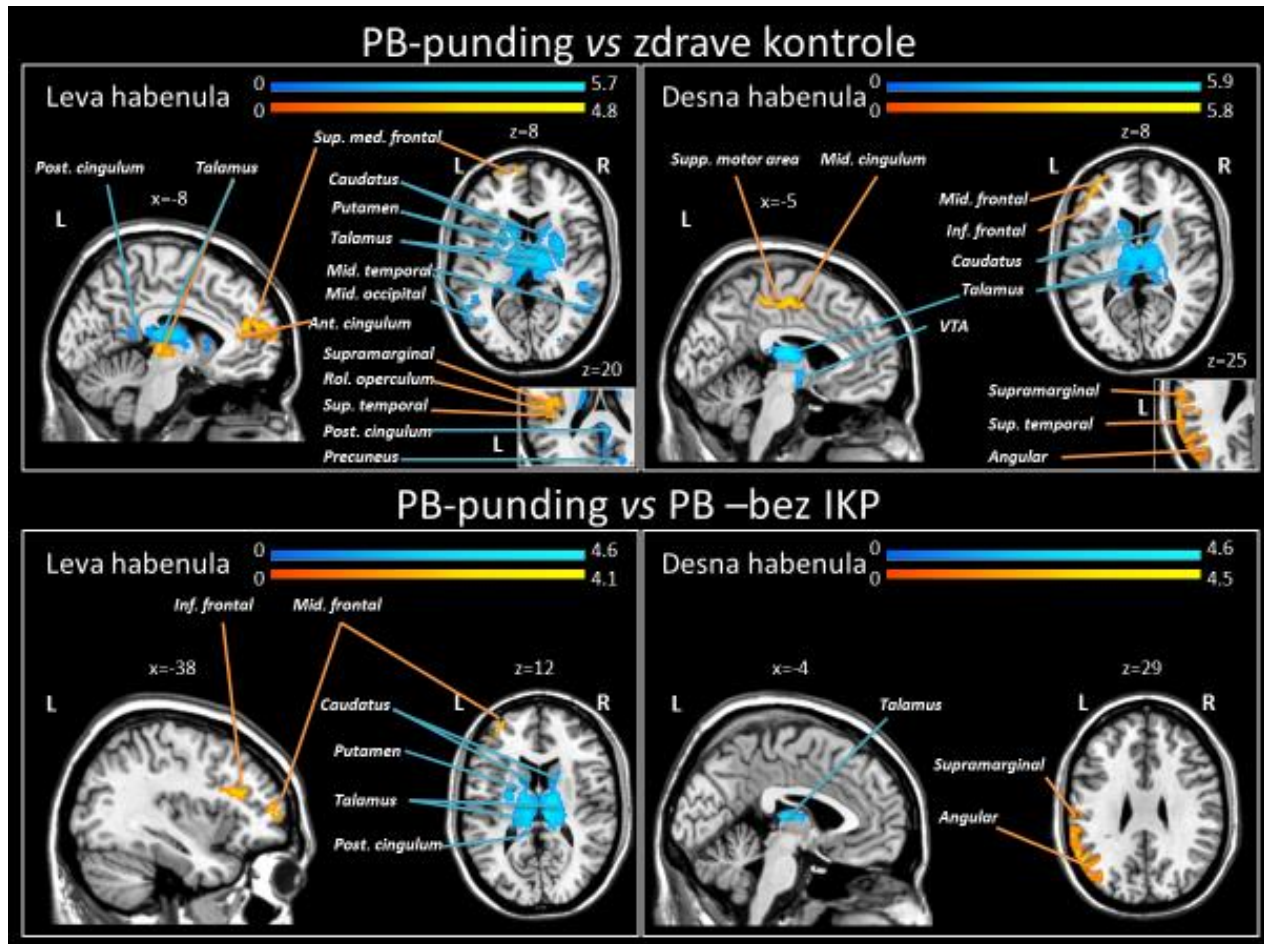 PB-punding vs zdrave kontrole
Leva habenula
0 5.7
0 4.8
Sup. med. frontal
Post. cingulum
Talamus
x=-8
L
z=8
L R
Caudatus
Putamen
Talamus
Mid. temporal
Mid. occipital
Ant. cingulum
Supramarginal
Rol. operculum
Sup. temporal
Post. cingulum
Precuneus
z=20
L
Desna habenula
0 5.9
0 5.8
Supp. motor area
Mid. cingulum
x=-5
L
z=8
L R
Mid. frontal
Inf. frontal
Caudatus
Talamus
VTA
z=25
Supramarginal
L
Sup. temporal
Angular
PB-punding vs PB –bez IKP
Leva habenula
0 4.6
0 4.1
Inf. frontal
Mid. frontal
x=-38
L
z=12
L R
Caudatus
Putamen
Talamus
Post. cingulum
Desna habenula
0 4.6
0 4.5
x=-4
L
Talamus
z=29
L R
Supramarginal
Angular